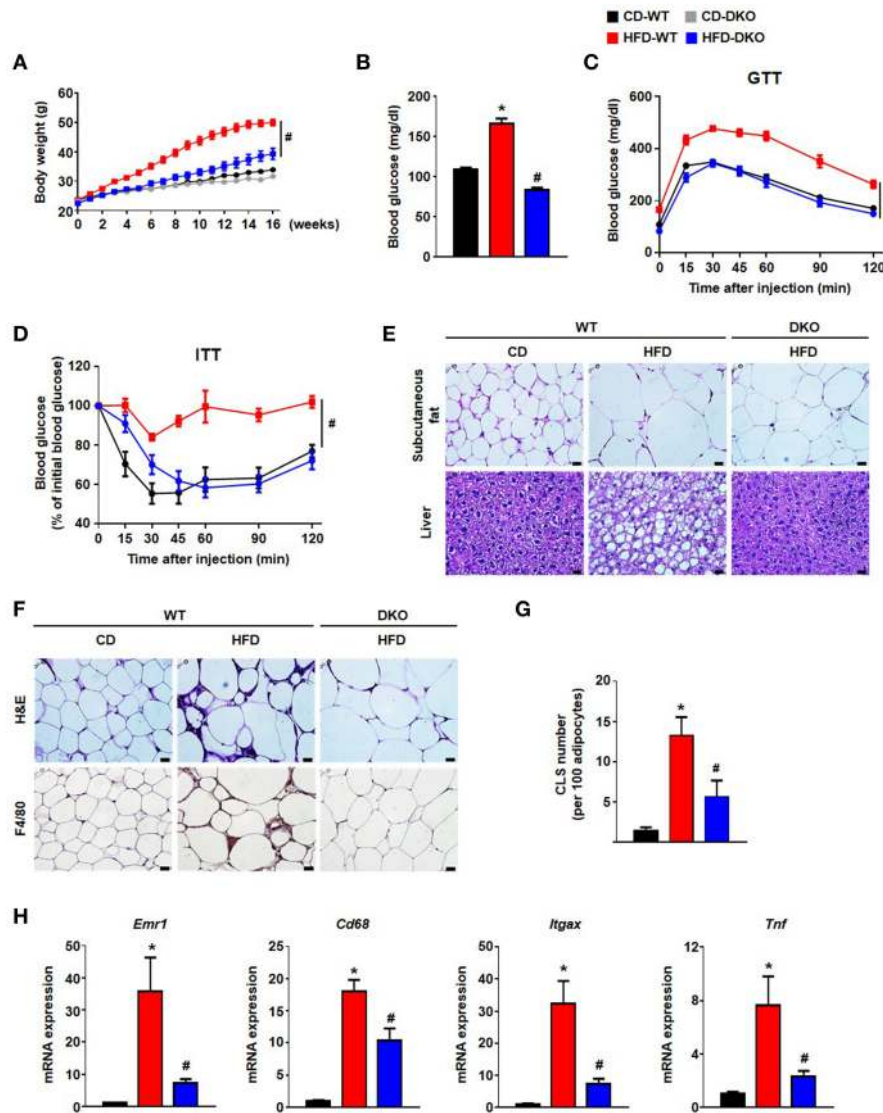 CD-WT CD-DKO
HFD-WT HFD-DKO
A
Body weight (g)
60
50
40
30
20
0 2 4 6 8 10 12 14 16 (weeks)
#
B
Blood glucose (mg/dl)
200
150
100
50
0
*
#
C
GTT
Blood glucose (mg/dl)
600
400
200
0
0 15 30 45 60 90 120
Time after injection (min)
D
ITT
Blood glucose
(% of initial blood glucose)
120
100
80
60
40
0 15 30 45 60 90 120
Time after injection (min)
#
E
WT DKO
CD HFD HFD
Subcutaneous
fat
Liver
F
WT DKO
CD HFD HFD
H&E
F4/80
G
CLS number
(per 100 adipocytes)
20
15
10
5
*
#
H
Emr1
mRNA expression
50
40
30
20
10
0
*
#
Cd68
mRNA expression
25
20
15
10
5
0
*
#
Itgax
mRNA expression
50
40
30
20
10
0
*
#
Tnf
mRNA expression
12
8
4
0
*
#